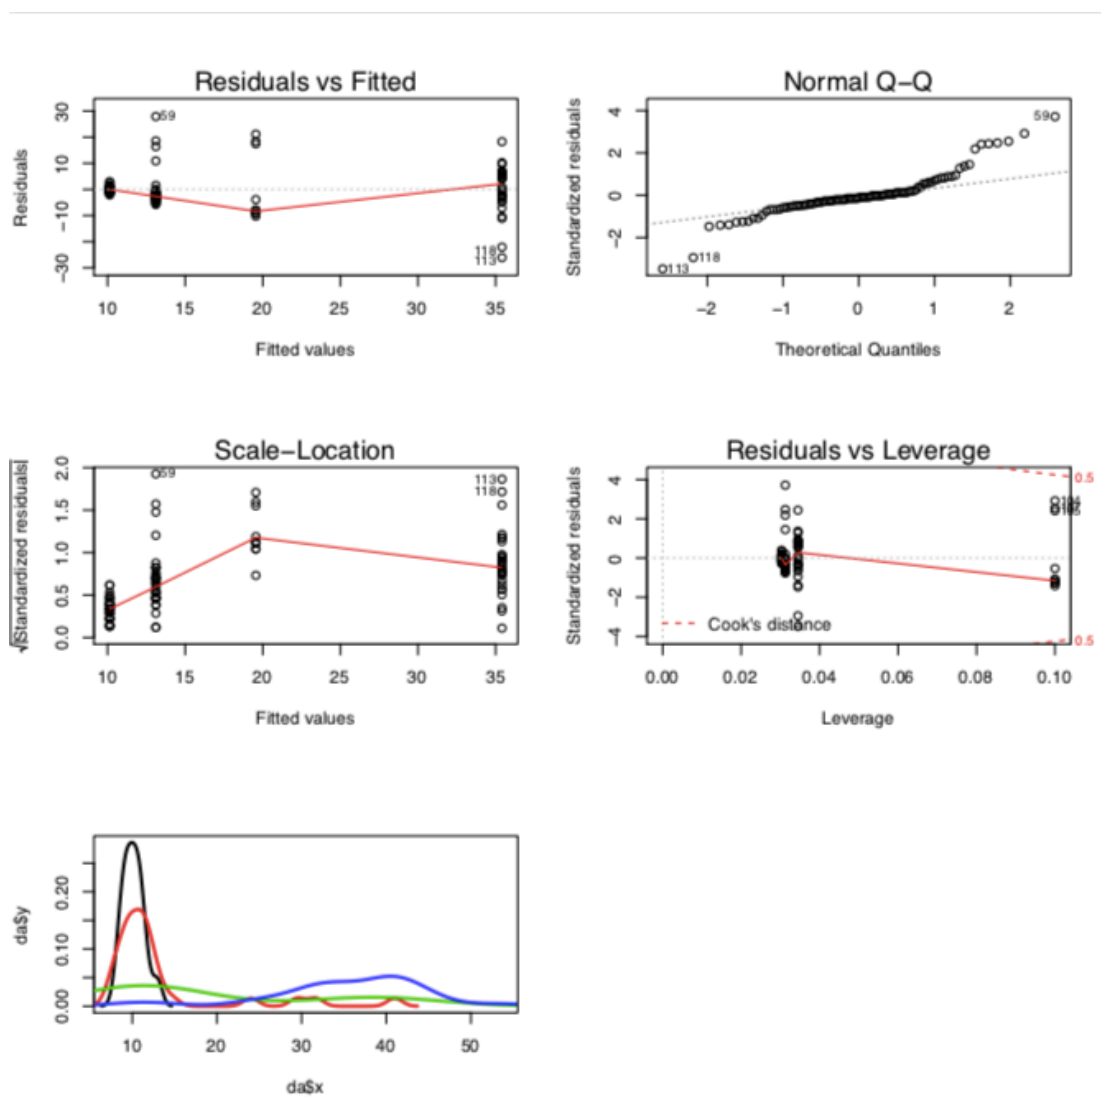 Residuals vs Fitted
Residuals
30
10
−10
−30
59
118
113
10 15 20 25 30 35
Fitted values
Normal Q−Q
Standardized residuals
4
2
0
−2
59
118
113
−2 −1 0 1 2
Theoretical Quantiles
Scale−Location
√|Standardized residuals|
2.0
1.5
1.0
0.5
0.0
59
113
118
10 15 20 25 30 35
Fitted values
Residuals vs Leverage
Standardized residuals
4
2
0
−2
−4
0.5
0.5
Cook's distance
0.00 0.02 0.04 0.06 0.08 0.10
Leverage
da$y
0.20
0.10
0.00
10 20 30 40 50
da$x